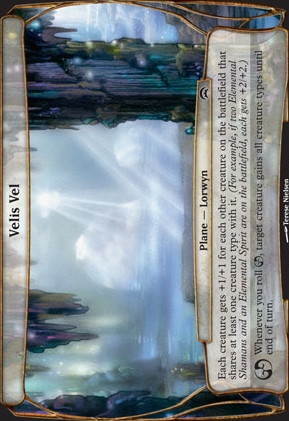 Velis Vel
Plane — Lorwyn
Each creature gets +1/+1 for each other creature on the battlefield that
shares at least one creature type with it. (For example, if two Elemental
Shamans and an Elemental Spirit are on the battlefield, each gets +2/+2.)
Whenever you roll , target creature gains all creature types until
end of turn.
Terese Nielsen